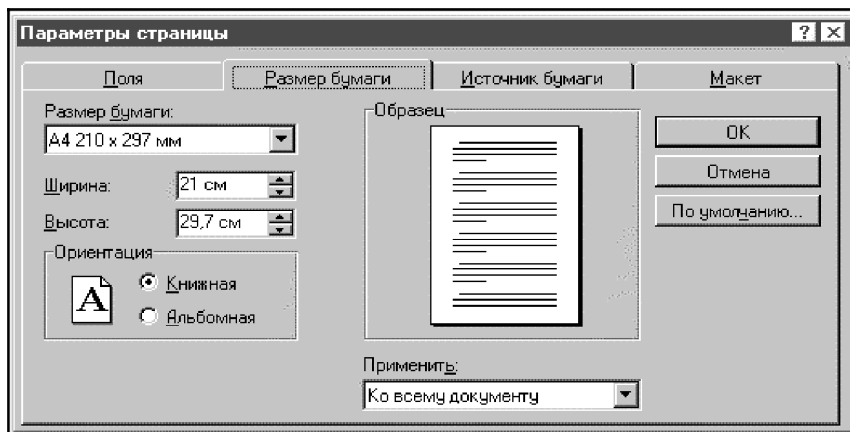 Параметры страницы
Поля
Размер бумаги
Источник бумаги
Макет
Размер бумаги:
A4 210 x 297 мм
Ширина:
21 см
Высота:
29,7 см
Ориентация
A
Книжная
Альбомная
Образец
Применить:
Ко всему документу
OK
Отмена
По умолчанию...